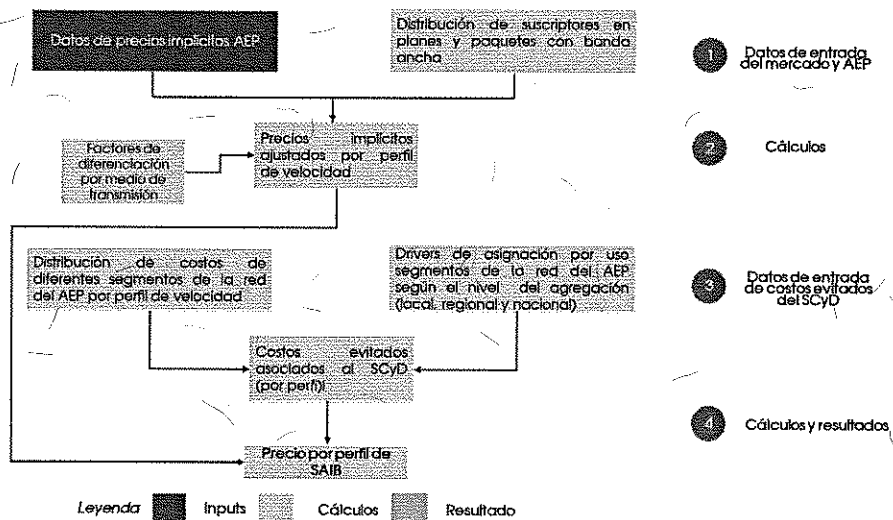 Datos de precios implícitos AEP
Distribución de suscriptores en
planes y paquetes con banda
ancha
1
Datos de entrada
del mercado y AEP
Factores de
diferenciación
por medio de
transmisión
Precios implícitos
ajustados por perfil
de velocidad
2
Cálculos
Distribución de costos de
diferentes segmentos de la red
del AEP por perfil de velocidad
Drivers de asignación por uso
segmentos de la red del AEP
según el nivel del agregación
(local, regional y nacional)
3
Datos de entrada
de costos evitados
del SCyD
Costos evitados
asociados al SCyD
(por perfil)
4
Cálculos y resultados
Precio por perfil de
SAIB
Leyenda
Inputs
Cálculos
Resultado